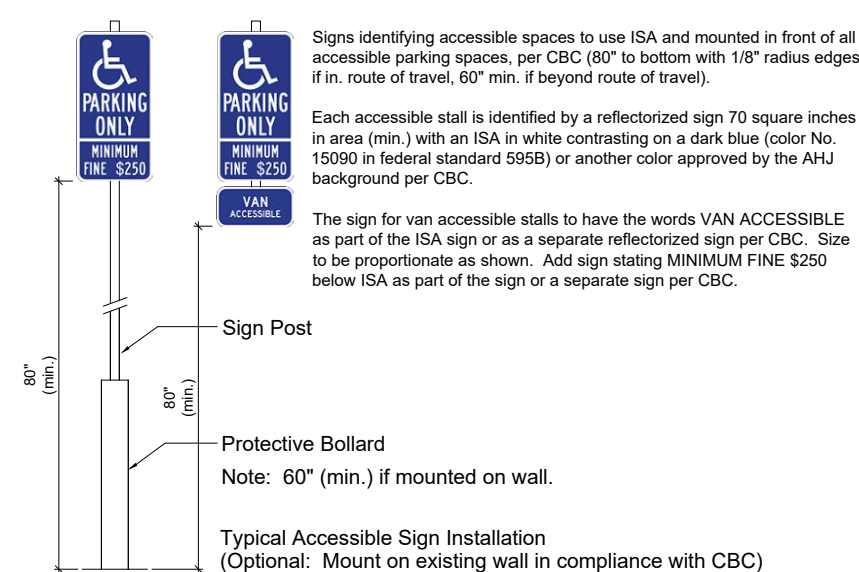 PARKING
ONLY
MINIMUM
FINE $250
PARKING
ONLY
MINIMUM
FINE $250
VAN
ACCESSIBLE
Signs identifying accessible spaces to use ISA and mounted in front of all
accessible parking spaces, per CBC (80" to bottom with 1/8" radius edges
if in. route of travel, 60" min. if beyond route of travel).
Each accessible stall is identified by a reflectorized sign 70 square inches
in area (min.) with an ISA in white contrasting on a dark blue (color No.
15090 in federal standard 595B) or another color approved by the AHJ
background per CBC.
The sign for van accessible stalls to have the words VAN ACCESSIBLE
as part of the ISA sign or as a separate reflectorized sign per CBC.  Size
to be proportionate as shown.  Add sign stating MINIMUM FINE $250
below ISA as part of the sign or a separate sign per CBC.
Sign Post
80"
(min.)
80"
(min.)
Protective Bollard
Note:  60" (min.) if mounted on wall.
Typical Accessible Sign Installation
(Optional:  Mount on existing wall in compliance with CBC)